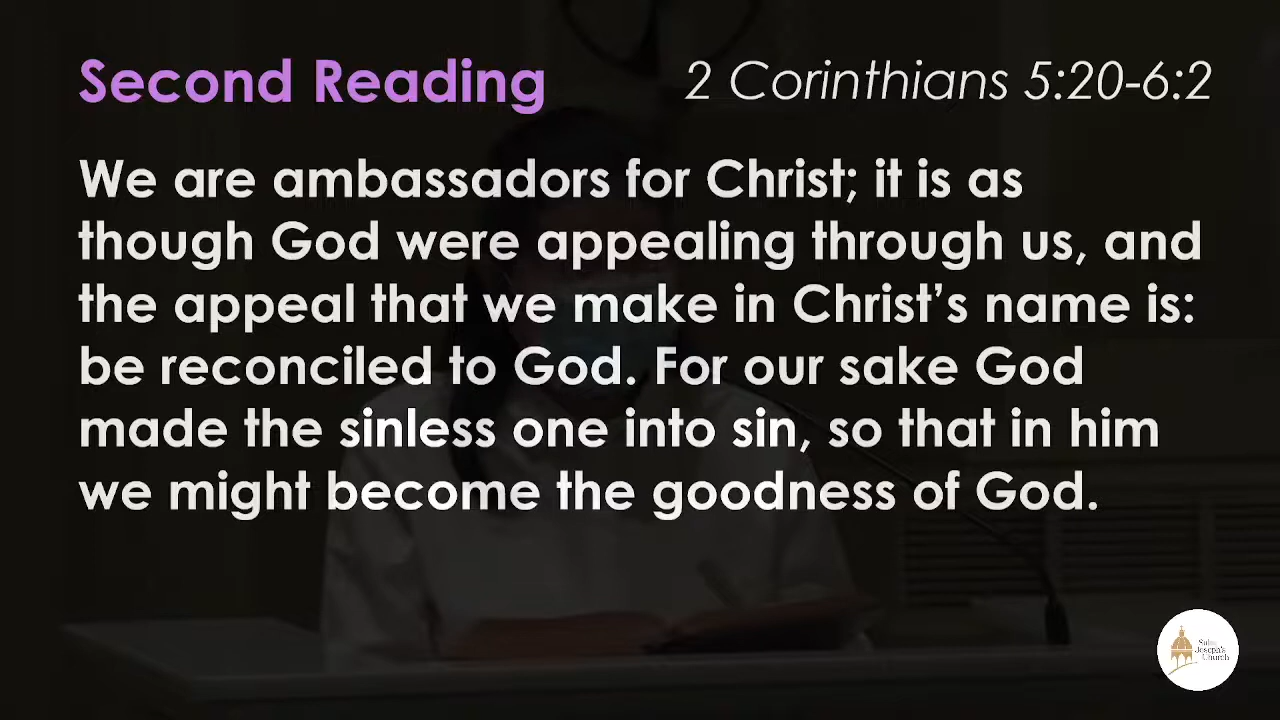 Second Reading 2 Corinthians 5:20-6:2
We are ambassadors for Christ; it is as
though God were appealing through us, and
the appeal that we make in Christ’s name is:
be reconciled to God. For our sake God
made the sinless one into sin, so that in him
we might become the goodness of God.
Saint
Joseph's
Church